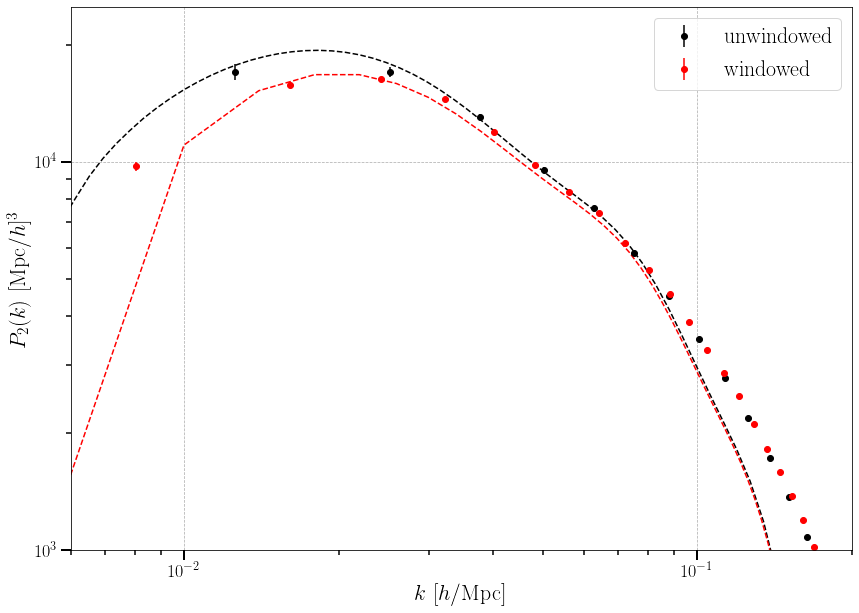 unwindowed
windowed
10^4
10^3
P_2(k) [Mpc/h]^3
10^{-2}
10^{-1}
k [h/Mpc]